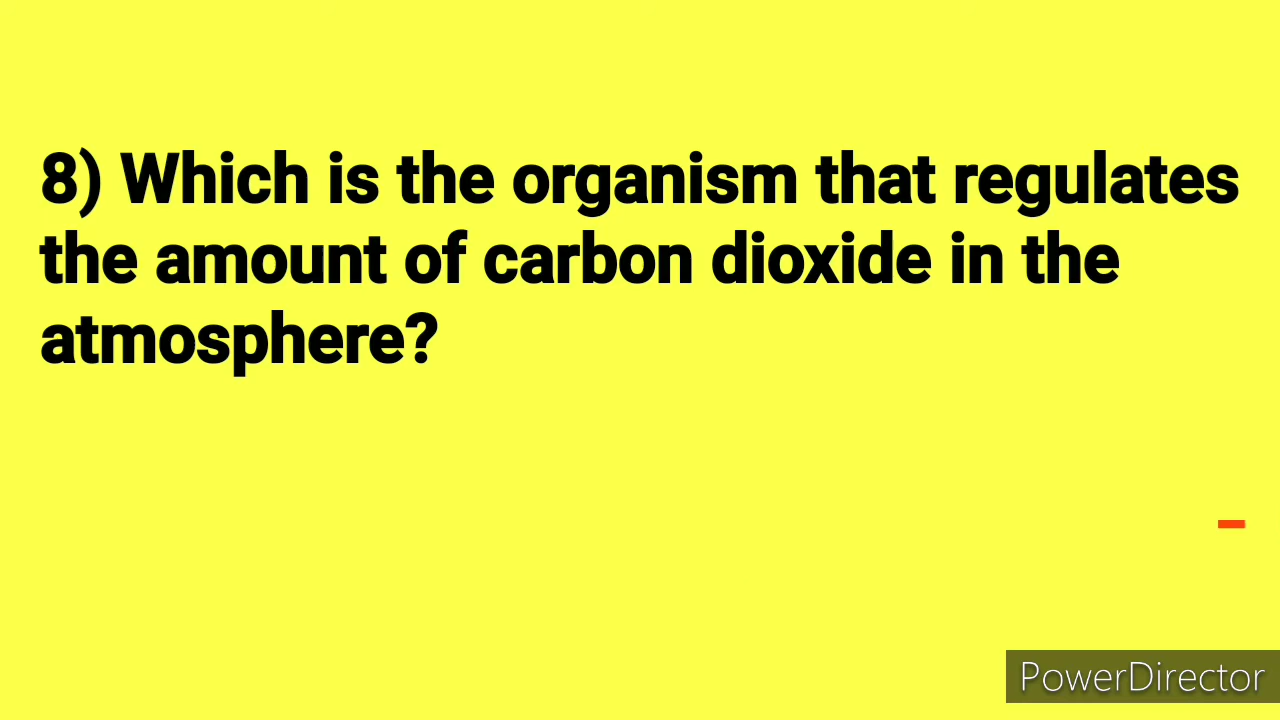 8) Which is the organism that regulates
the amount of carbon dioxide in the
atmosphere?
-
PowerDirector